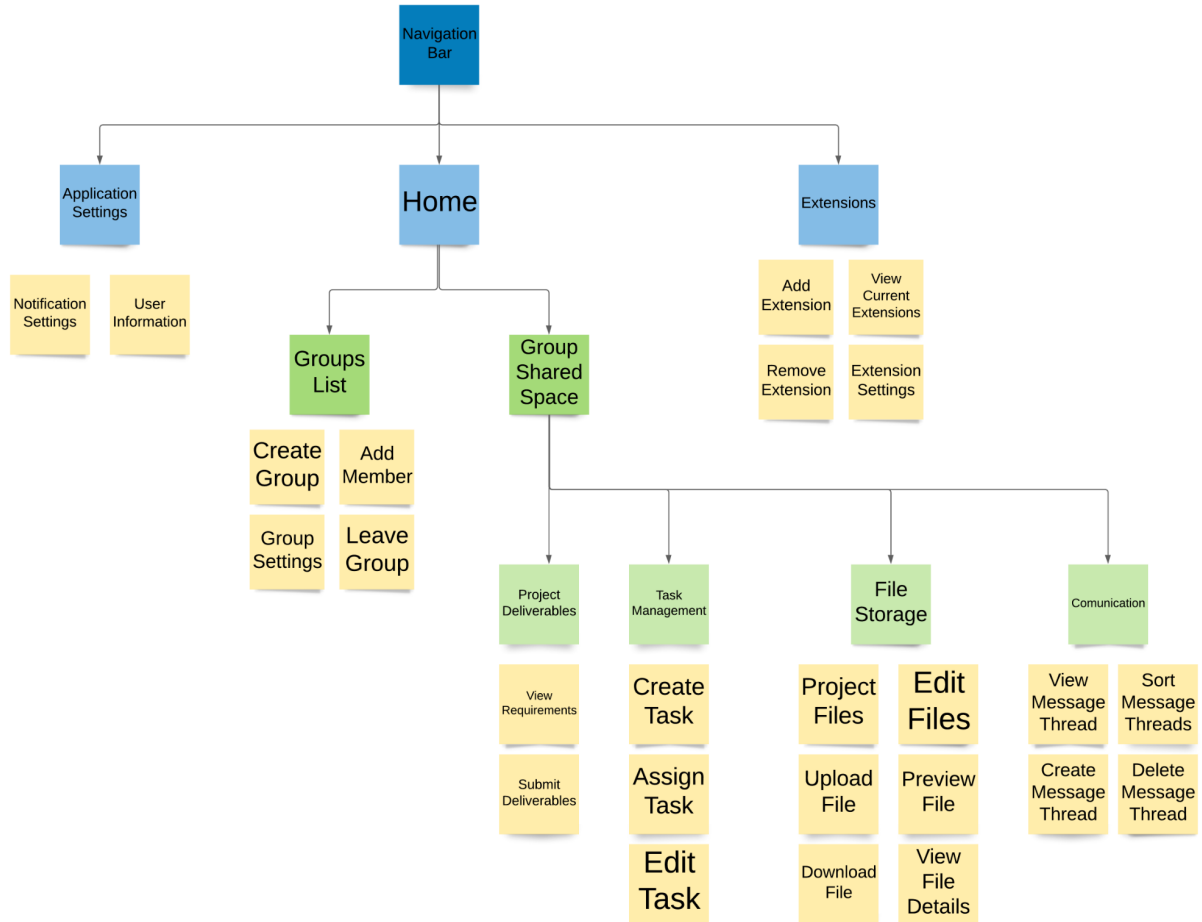 Navigation
Bar
Application
Settings
Home
Extensions
Notification
Settings
User
Information
Add
Extension
View
Current
Extensions
Remove
Extension
Extension
Settings
Groups
List
Group
Shared
Space
Create
Group
Add
Member
Group
Settings
Leave
Group
Project
Deliverables
Task
Management
File
Storage
Comunication
View
Requirements
Submit
Deliverables
Create
Task
Assign
Task
Edit
Task
Project
Files
Edit
Files
Upload
File
Preview
File
Download
File
View
File
Details
View
Message
Thread
Sort
Message
Threads
Create
Message
Thread
Delete
Message
Thread